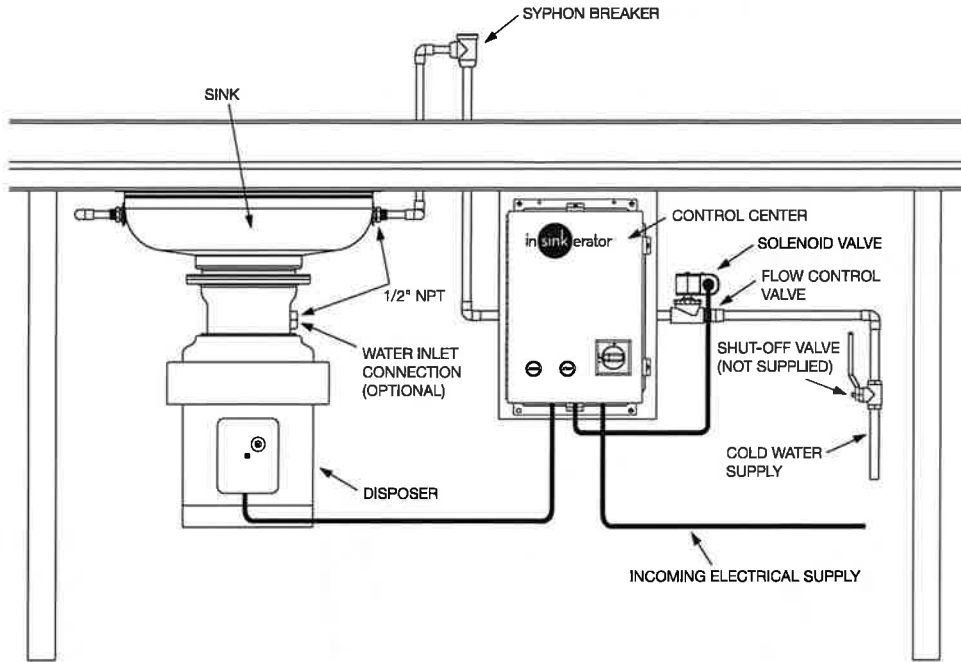 SYPHON BREAKER
SINK
CONTROL CENTER
in sink erator
SOLENOID VALVE
FLOW CONTROL
VALVE
1/2" NPT
WATER INLET
CONNECTION
(OPTIONAL)
SHUT-OFF VALVE
(NOT SUPPLIED)
COLD WATER
SUPPLY
DISPOSER
INCOMING ELECTRICAL SUPPLY